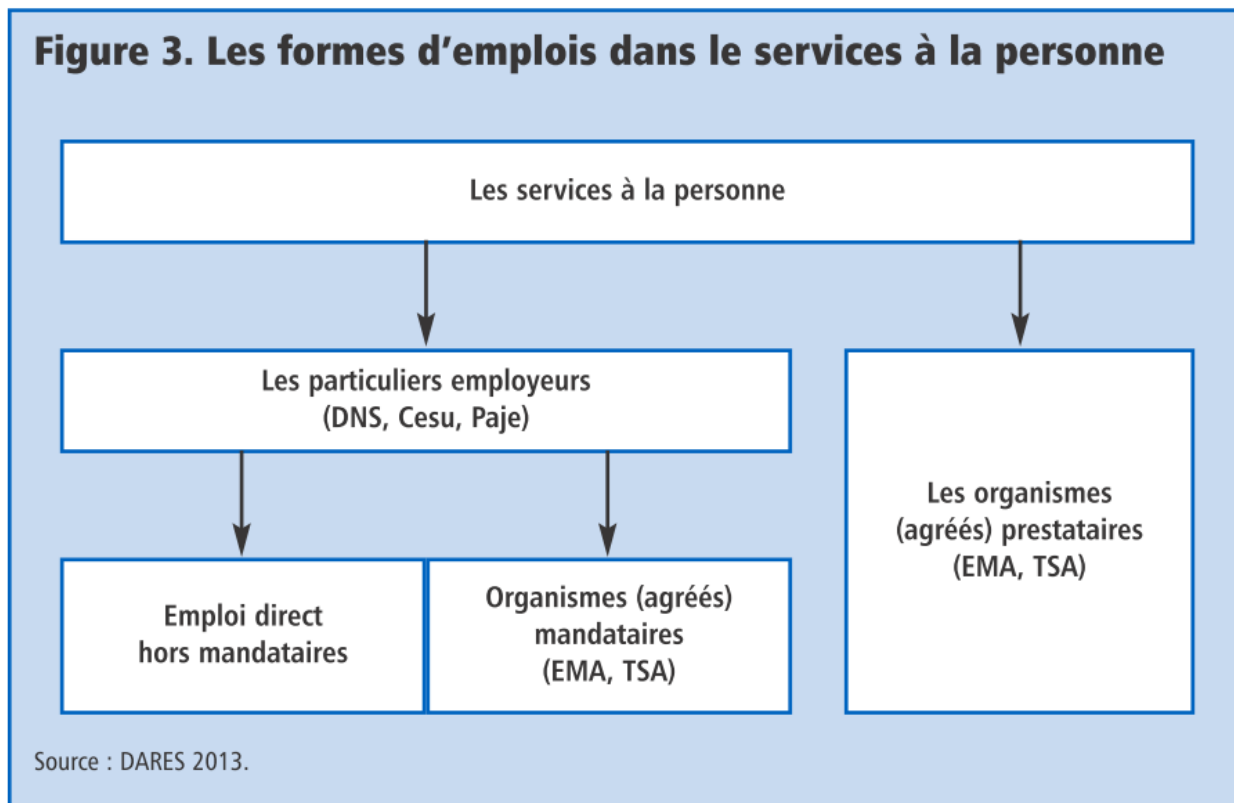 Figure 3. Les formes d’emplois dans le services à la personne
Les services à la personne
Les particuliers employeurs
(DNS, Cesu, Paje)
Emploi direct
hors mandataires
Organismes (agréés)
mandataires
(EMA, TSA)
Les organismes
(agréés) prestataires
(EMA, TSA)
Source : DARES 2013.